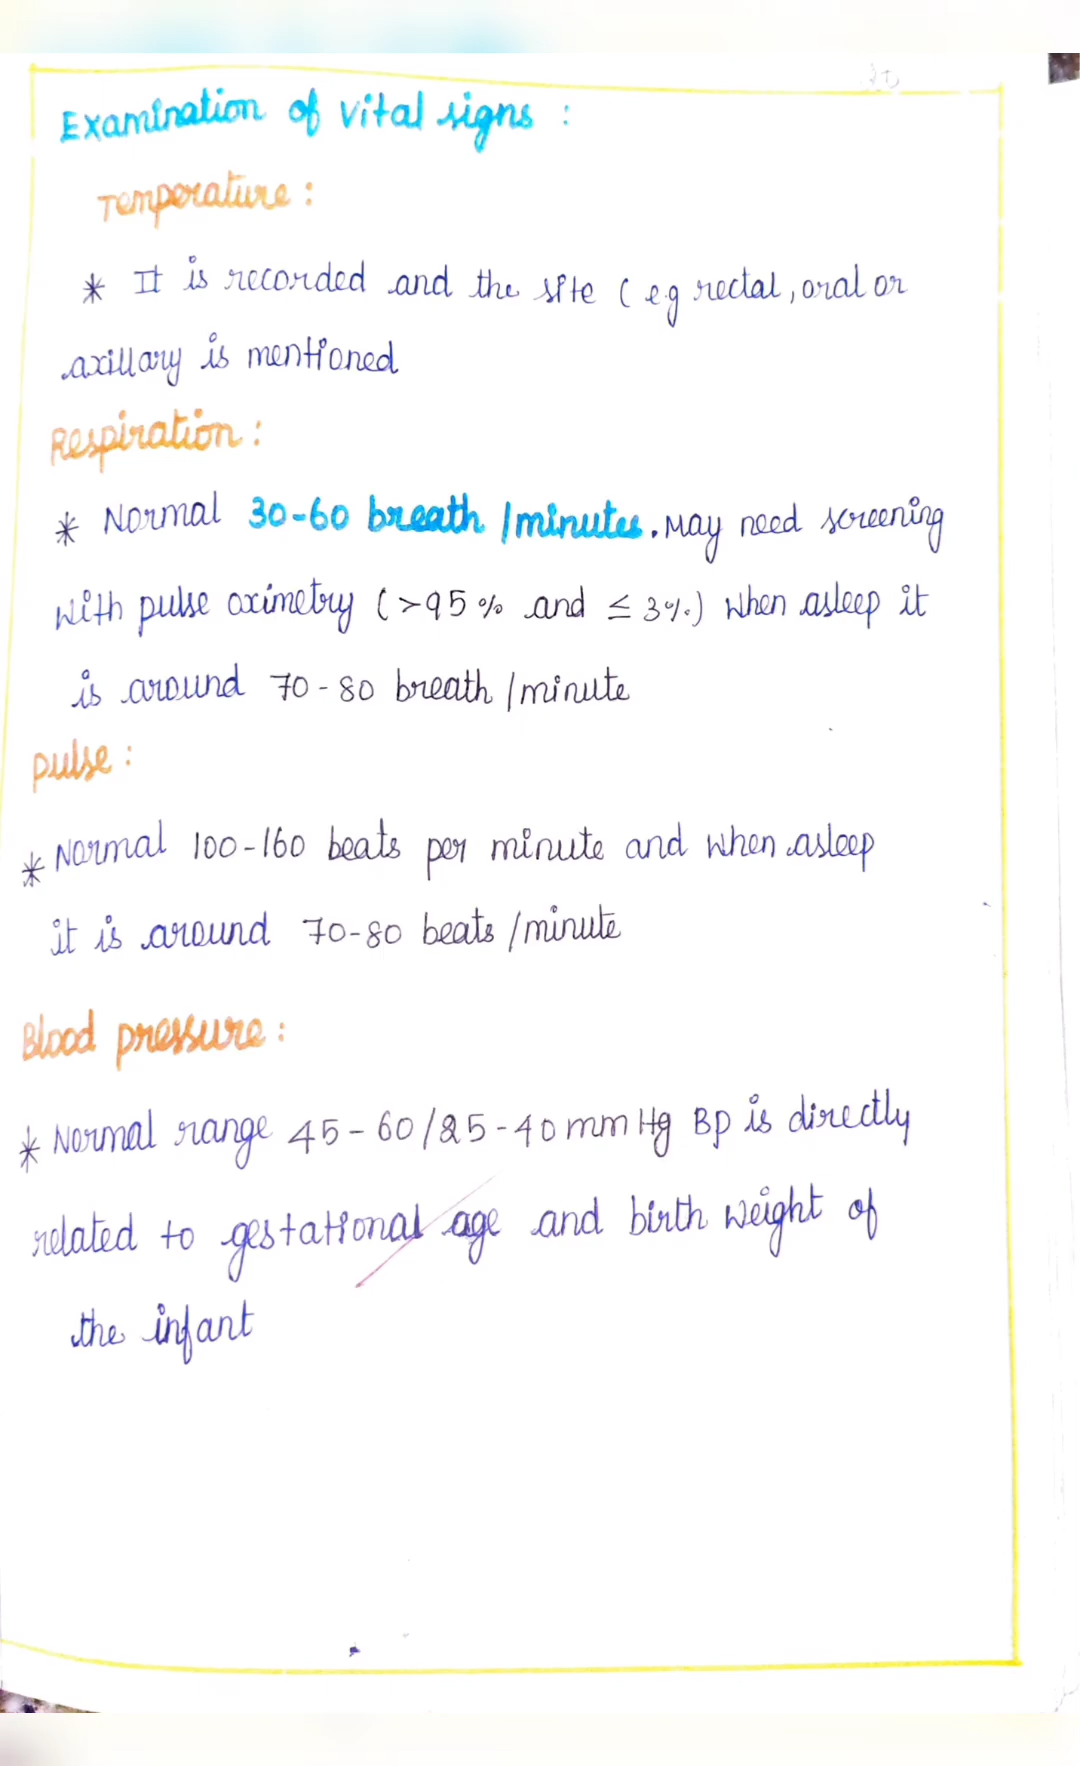 Examination of vital signs :
Temperature :
* It is recorded and the site ( eg rectal, oral or
axillary is mentioned
Respiration :
* Normal 30-60 breath /minutes. May need screening
with pulse oximetry ( >95 % and ≤ 3%.) when asleep it
is around 70 - 80 breath /minute
pulse :
* Normal 100-160 beats per minute and when asleep
it is around 70-80 beats /minute
Blood pressure :
* Normal range 45 - 60/25 - 40 mm Hg BP is directly
related to gestational age and birth weight of
the infant